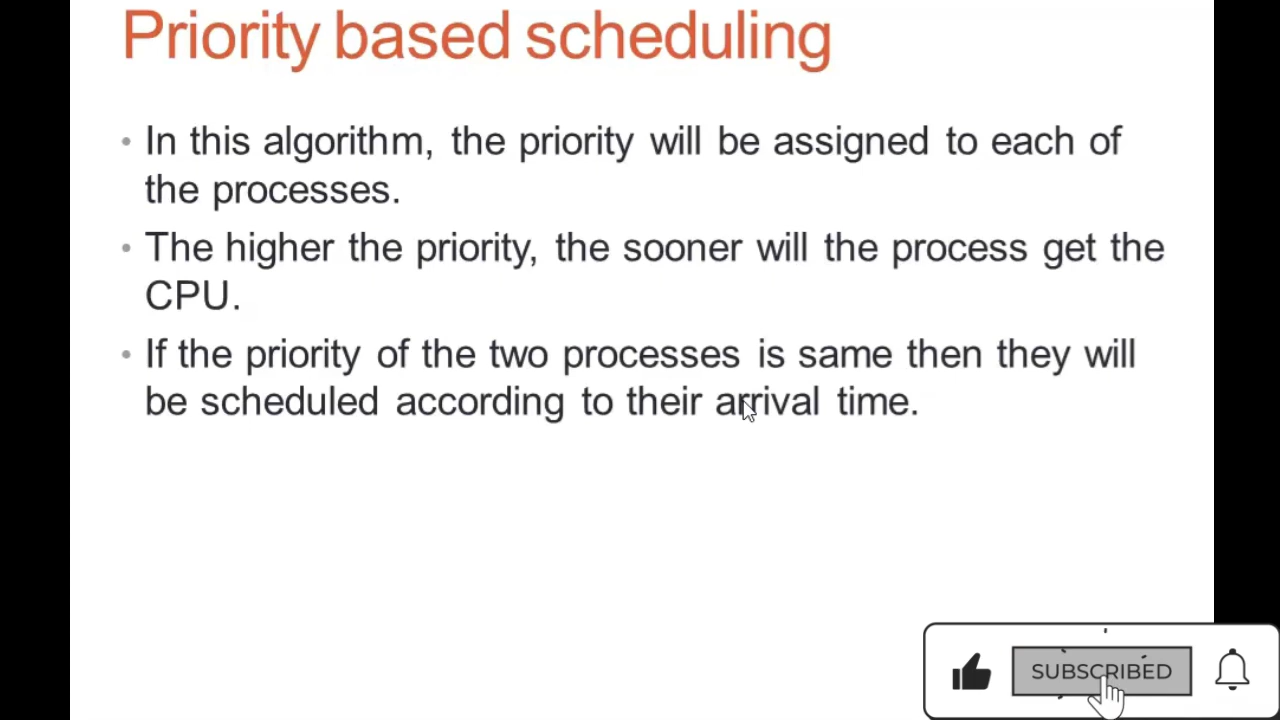 Priority based scheduling
• In this algorithm, the priority will be assigned to each of
the processes.
• The higher the priority, the sooner will the process get the
CPU.
• If the priority of the two processes is same then they will
be scheduled according to their arrival time.
SUBSCRIBED